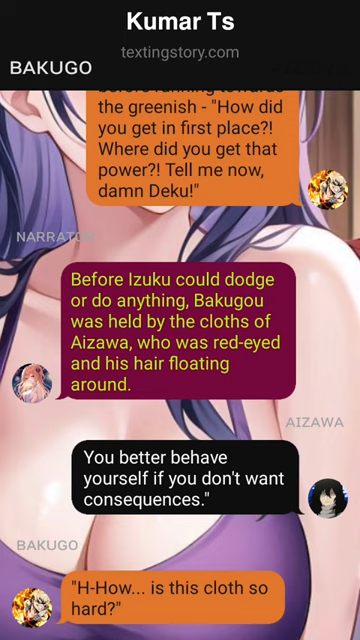 Kumar Ts
textingstory.com
BAKUGO
before running towards
the greenish - "How did
you get in first place?!
Where did you get that
power?! Tell me now,
damn Deku!"
NARRATOR
Before Izuku could dodge
or do anything, Bakugou
was held by the cloths of
Aizawa, who was red-eyed
and his hair floating
around.
AIZAWA
You better behave
yourself if you don't want
consequences."
BAKUGO
"H-How... is this cloth so
hard?"